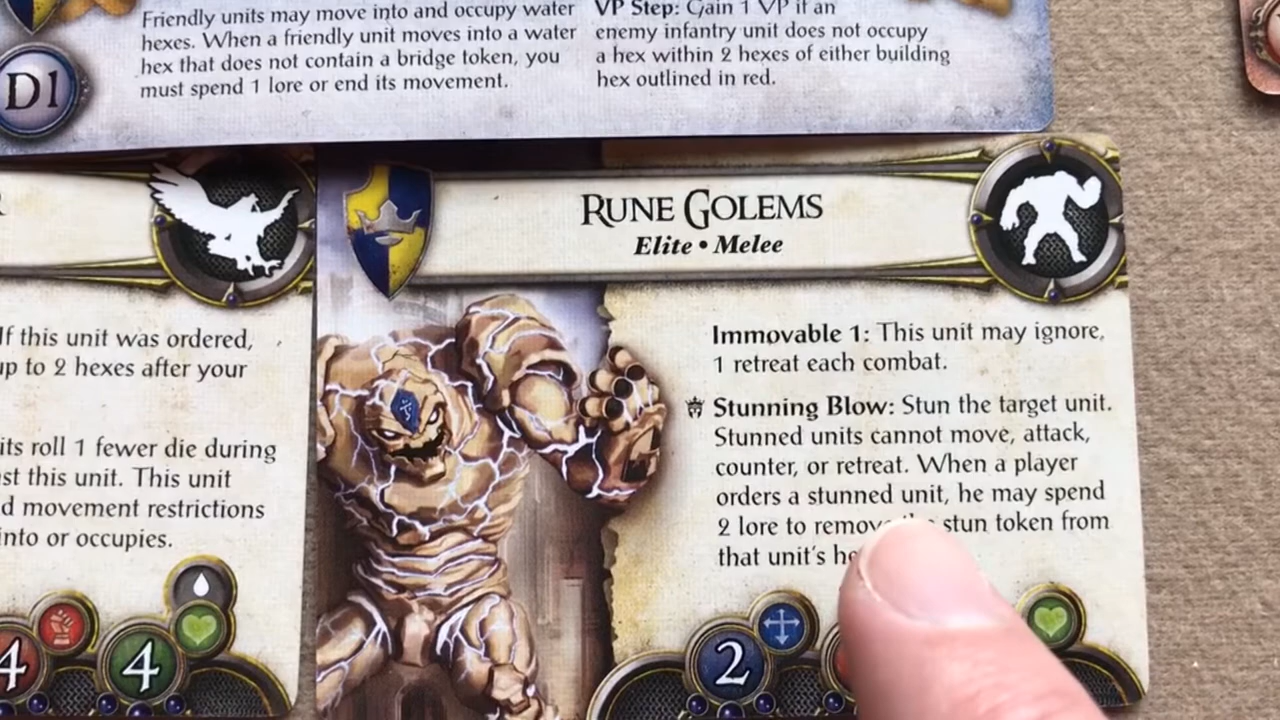 Friendly units may move into and occupy water
hexes. When a friendly unit moves into a water
hex that does not contain a bridge token, you
must spend 1 lore or end its movement.
D1
VP Step: Gain 1 VP if an
enemy infantry unit does not occupy
a hex within 2 hexes of either building
hex outlined in red.
If this unit was ordered,
up to 2 hexes after your
1 fewer die during
this unit. This unit
movement restrictions
into or occupies.
4
4
RUNE GOLEMS
Elite • Melee
Immovable 1: This unit may ignore
1 retreat each combat.
Stunning Blow: Stun the target unit.
Stunned units cannot move, attack,
counter, or retreat. When a player
orders a stunned unit, he may spend
2 lore to stun token from
that unit's
2